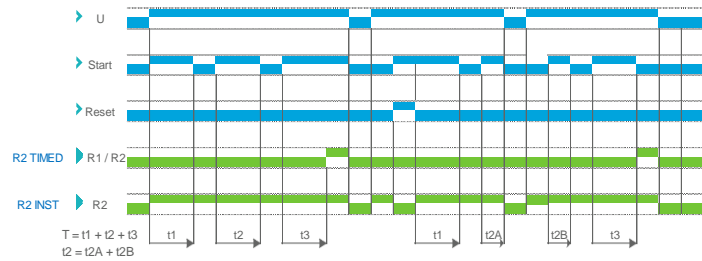 U
Start
Reset
R2 TIMED R1 / R2
R2 INST R2
T = t1 + t2 + t3 t1 t2 t3 t1 t2A t2B t3
t2 = t2A + t2B